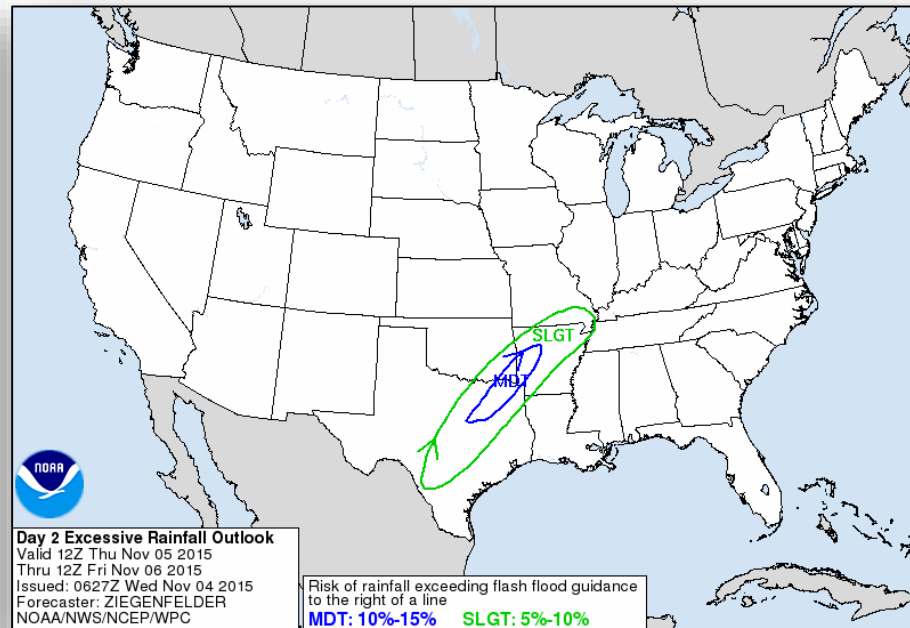 SLGT
MDT
NOAA
Day 2 Excessive Rainfall Outlook
Valid 12Z Thu Nov 05 2015
Thru 12Z Fri Nov 06 2015
Issued: 0627Z Wed Nov 04 2015
Forecaster: ZIEGENFELDER
NOAA/NWS/NCEP/WPC
Risk of rainfall exceeding flash flood guidance
to the right of a line
MDT: 10%-15% SLGT: 5%-10%